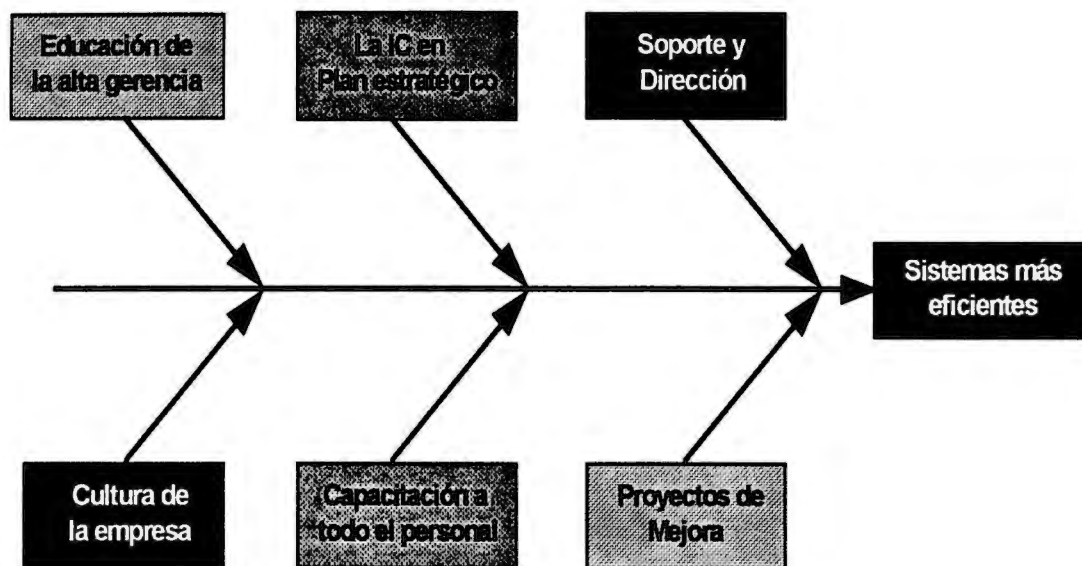 Educación de
la alta gerencia
La IC en
Plan estratégico
Soporte y
Dirección
Sistemas más
eficientes
Cultura de
la empresa
Capacitación a
todo el personal
Proyectos de
Mejora